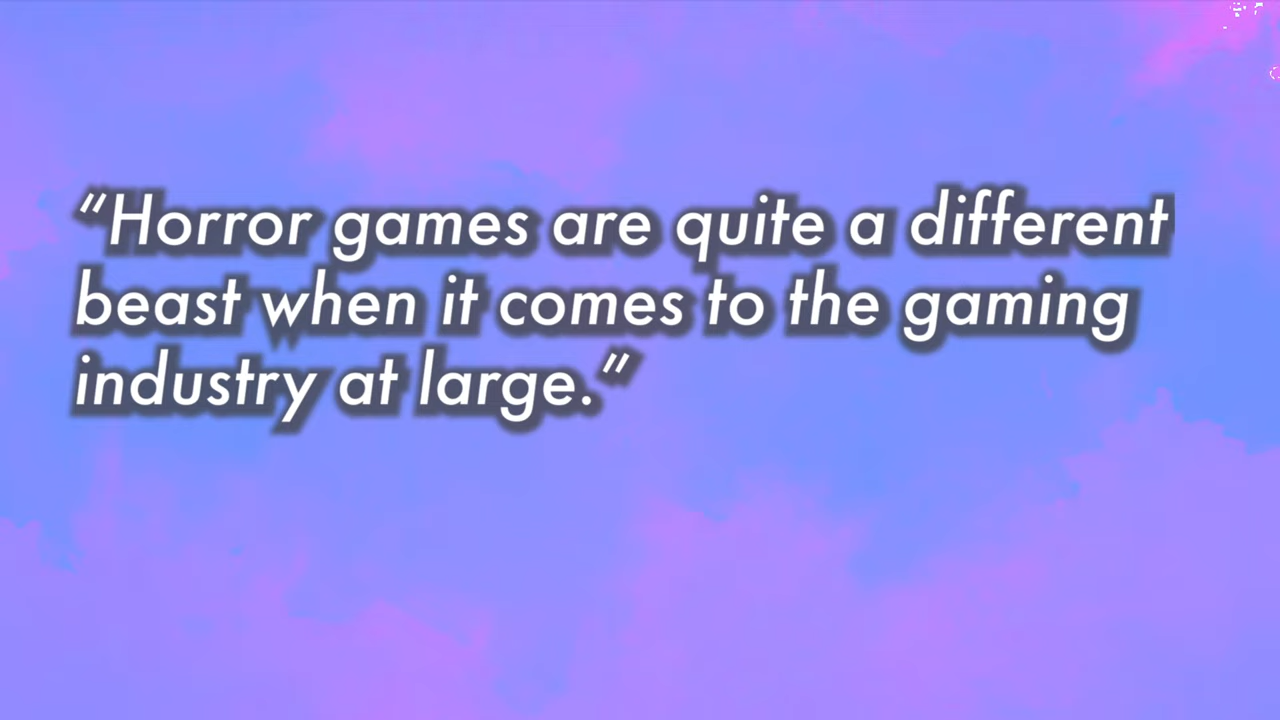 “Horror games are quite a different
beast when it comes to the gaming
industry at large.”